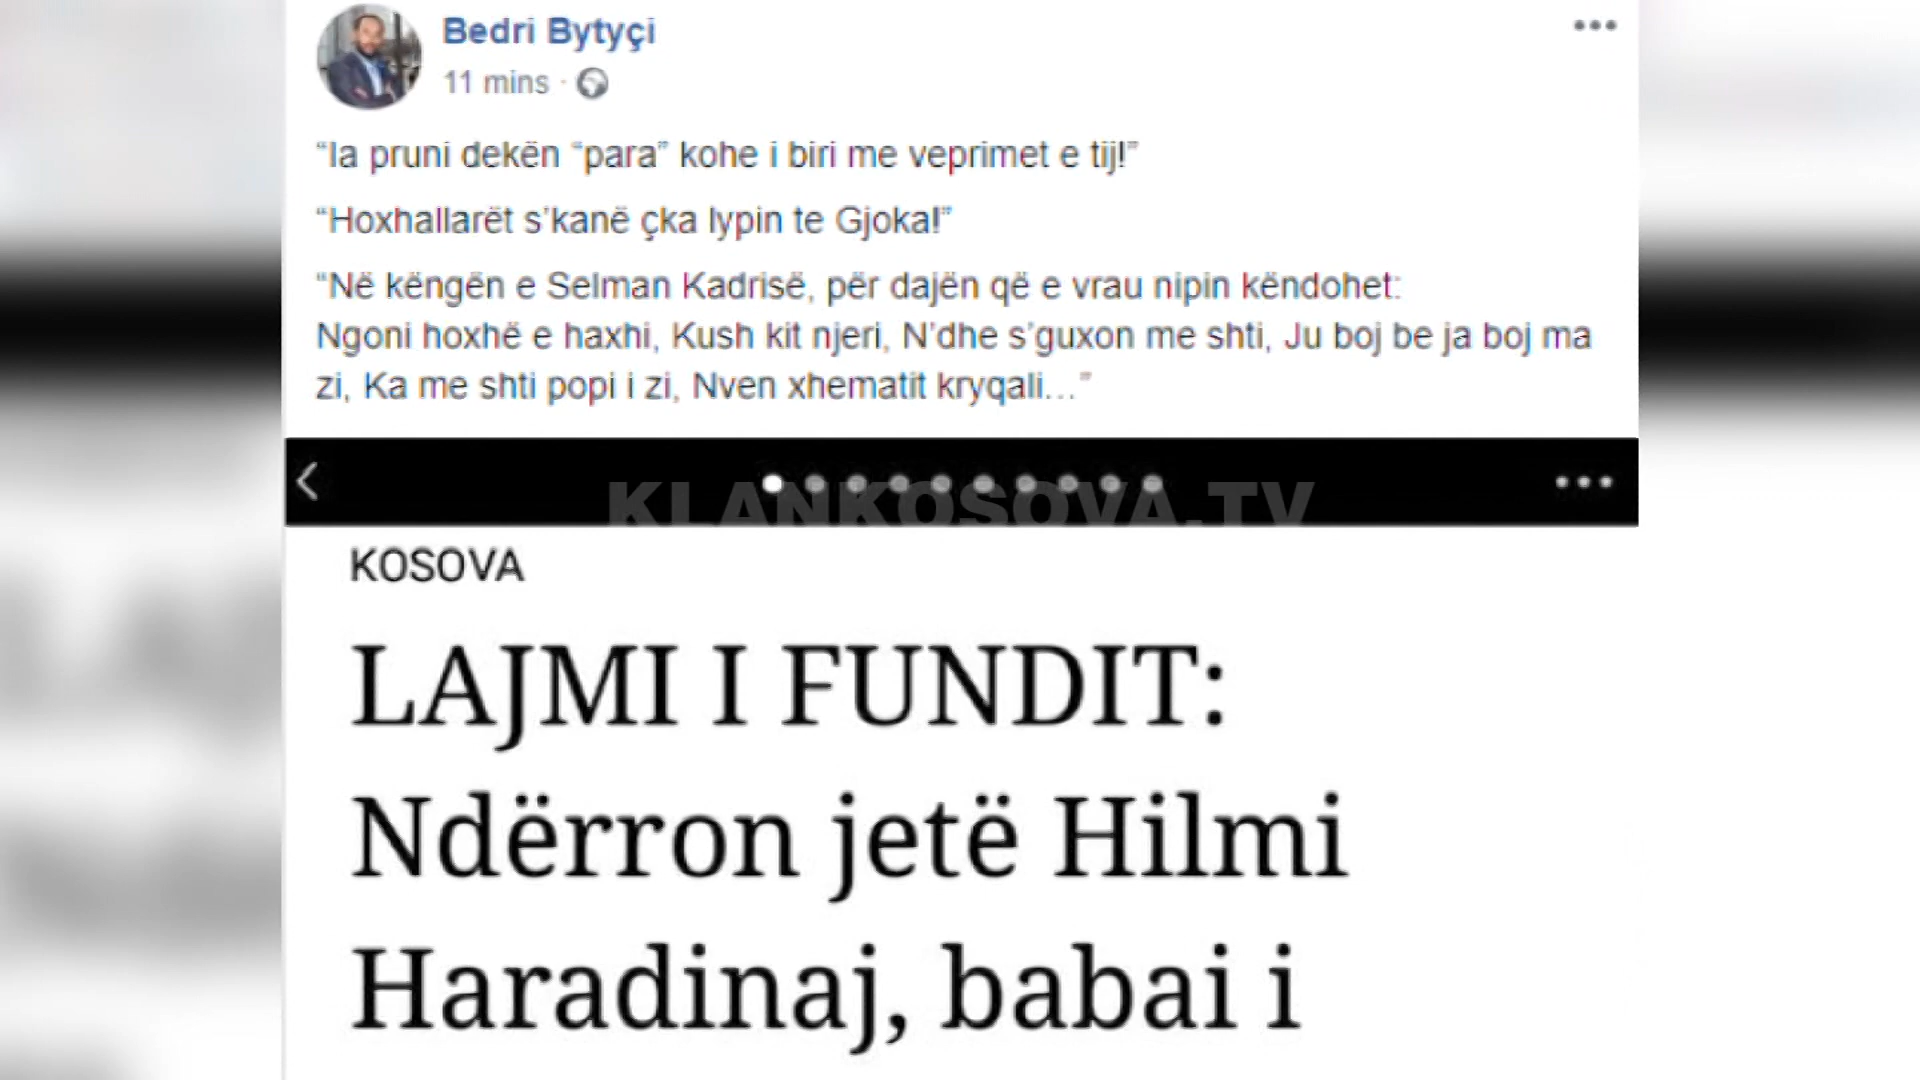 Bedri Bytyçi
11 mins ·
“Ia pruni dekën “para” kohe i biri me veprimet e tij!”
“Hoxhallarët s’kanë çka lypin te Gjoka!”
“Në këngën e Selman Kadrisë, për dajën që e vrau nipin këndohet:
Ngoni hoxhë e haxhi, Kush kit njeri, N’dhe s’guxon me shti, Ju boj be ja boj ma
zi, Ka me shti popi i zi, Nven xhematit kryqali...”
KLANKOSOVA.TV
KOSOVA
LAJMI I FUNDIT:
Ndërron jetë Hilmi
Haradinaj, babai i